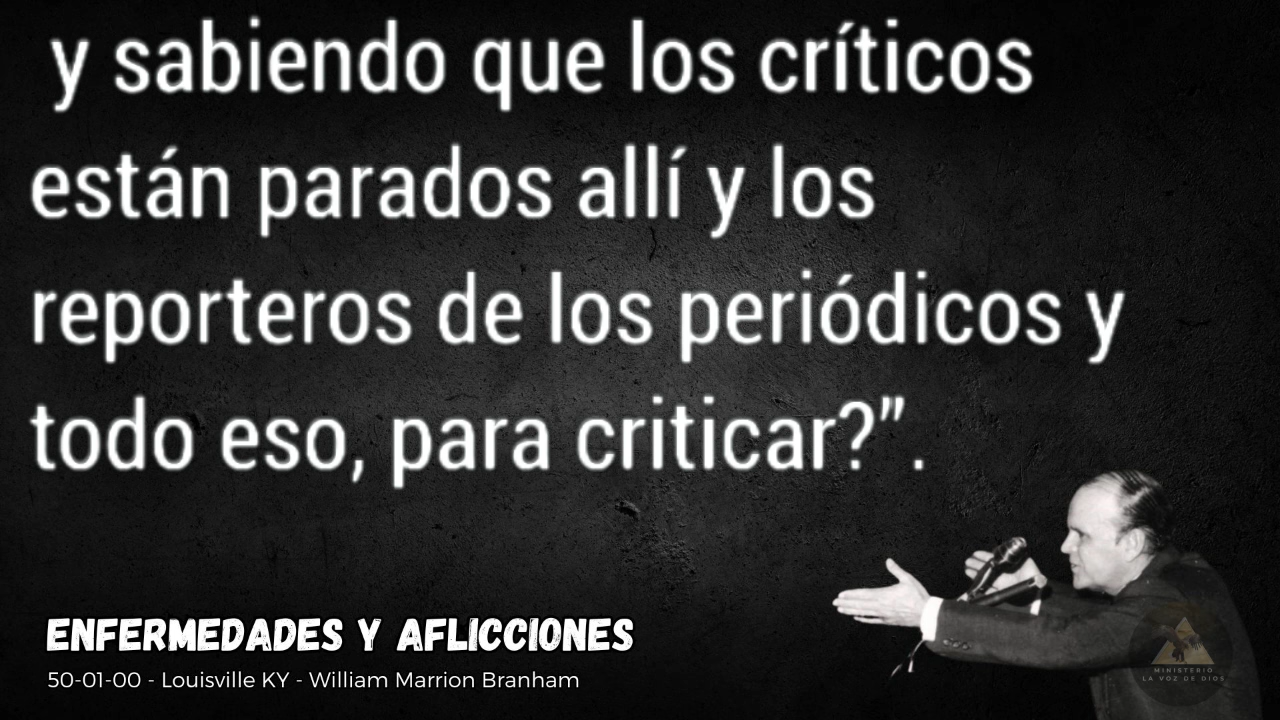 y sabiendo que los críticos
están parados allí y los
reporteros de los periódicos y
todo eso, para criticar?”.
ENFERMEDADES Y AFLICCIONES
50-01-00 - Louisville KY - William Marrion Branham
MINISTERIO
LA VOZ DE DIOS